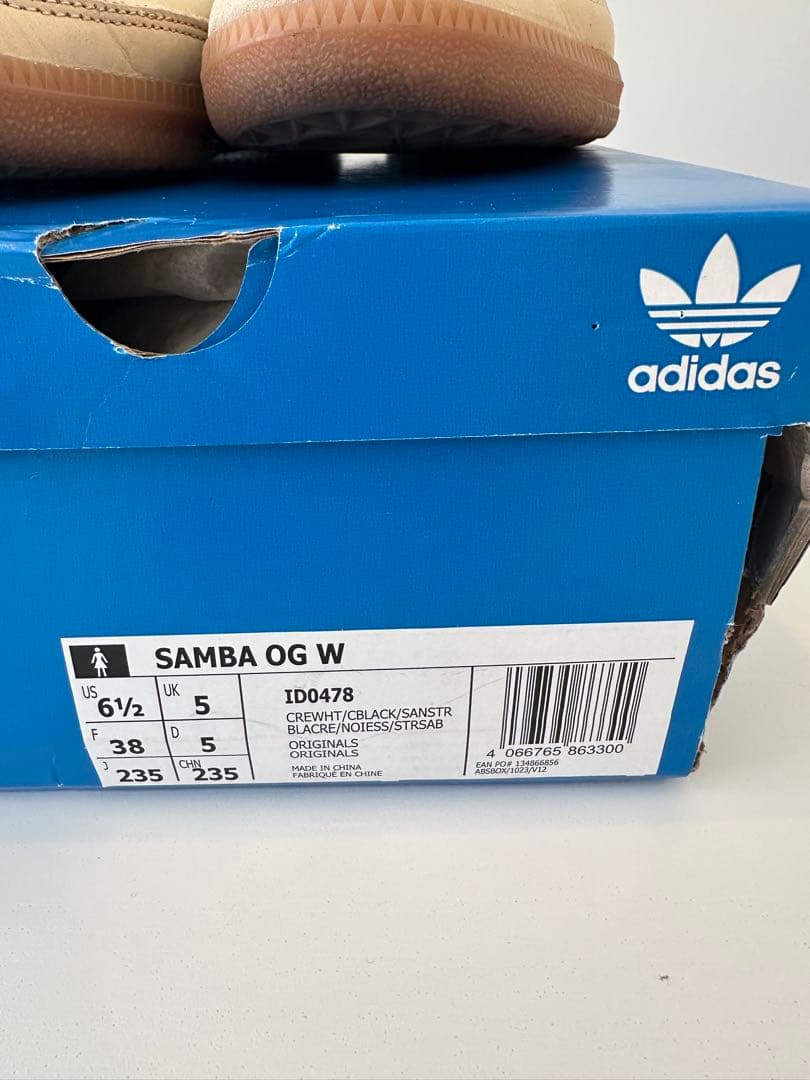 adidas
SAMBA OG W
US 6½ UK 5
F 38 D 5
J 235 CHN 235
ID0478
CREWHT/CBLACK/SANSTR
BLACRE/NOIESS/STRSAB
ORIGINALS
ORIGINALS
MADE IN CHINA
FABRIQUÉ EN CHINE
4 066765 863300
EAN PO# 134866856
ABSBOX/1023/V12